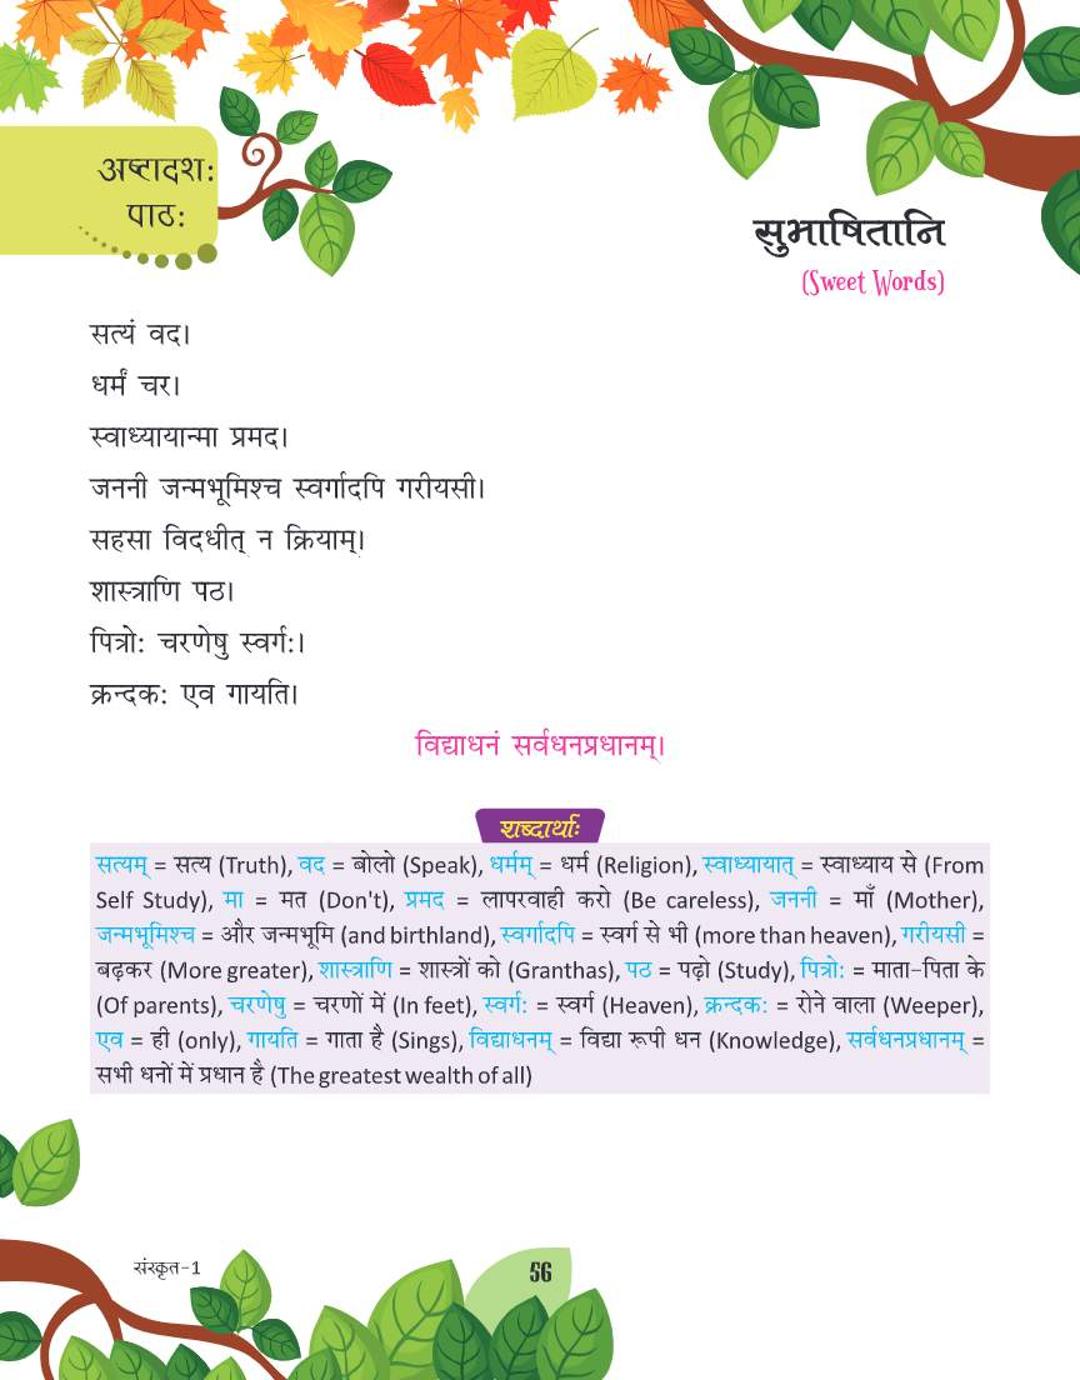 अष्टादशः
पाठः
सुभाषितानि
(Sweet Words)
सत्यं वद।
धर्मं चर।
स्वाध्यायान्मा प्रमद।
जननी जन्मभूमिश्च स्वर्गादपि गरीयसी।
सहसा विदधीत् न क्रियाम्।
शास्त्राणि पठ।
पित्रोः चरणेषु स्वर्गः।
क्रन्दकः एव गायति।
विद्याधनं सर्वधनप्रधानम्।
शब्दार्थाः
सत्यम् = सत्य (Truth), वद = बोलो (Speak), धर्मम् = धर्म (Religion), स्वाध्यायात् = स्वाध्याय से (From
Self Study), मा = मत (Don't), प्रमद = लापरवाही करो (Be careless), जननी = माँ (Mother),
जन्मभूमिश्च = और जन्मभूमि (and birthland), स्वर्गादपि = स्वर्ग से भी (more than heaven), गरीयसी =
बढ़कर (More greater), शास्त्राणि = शास्त्रों को (Granthas), पठ = पढ़ो (Study), पित्रोः = माता-पिता के
(Of parents), चरणेषु = चरणों में (In feet), स्वर्गः = स्वर्ग (Heaven), क्रन्दकः = रोने वाला (Weeper),
एव = ही (only), गायति = गाता है (Sings), विद्याधनम् = विद्या रूपी धन (Knowledge), सर्वधनप्रधानम् =
सभी धनों में प्रधान है (The greatest wealth of all)
संस्कृत-1
56